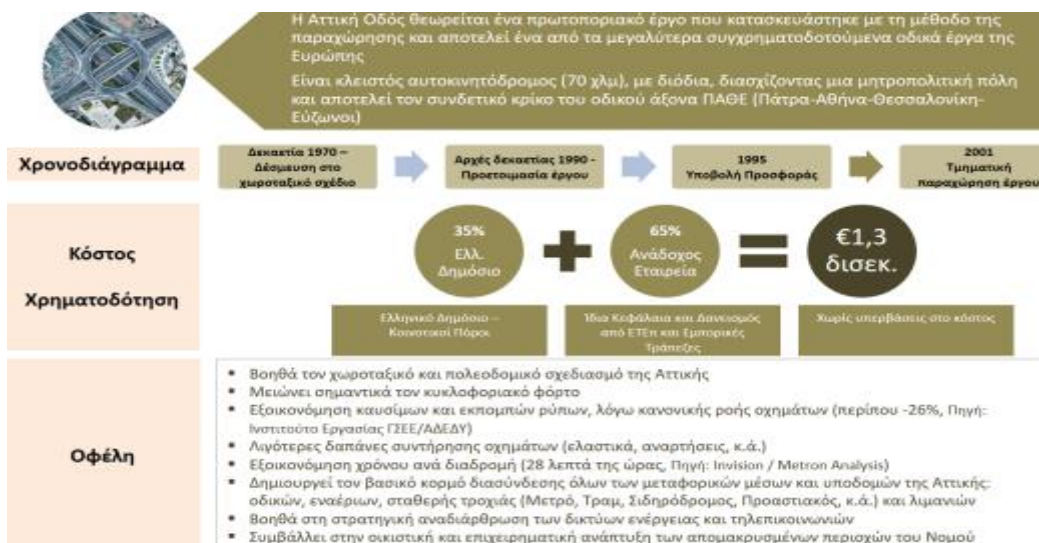 Η Αττική Οδός θεωρείται ένα πρωτοποριακό έργο που κατασκευάστηκε με τη μέθοδο της
παραχώρησης και αποτελεί ένα από τα μεγαλύτερα συγχρηματοδοτούμενα οδικά έργα της
Ευρώπης
Είναι κλειστός αυτοκινητόδρομος (70 χλμ), με διόδια, διασχίζοντας μια μητροπολιτική πόλη
και αποτελεί τον συνδετικό κρίκο του οδικού άξονα ΠΑΘΕ (Πάτρα-Αθήνα-Θεσσαλονίκη-
Εύζωνοι)
Χρονοδιάγραμμα
Δεκαετία 1970 –
Δέσμευση στο
χωροταξικό σχέδιο
Αρχές δεκαετίας 1990 -
Προετοιμασία έργου
1995
Υποβολή Προσφοράς
2001
Τμηματική
παραχώρηση έργου
Κόστος
Χρηματοδότηση
35%
Ελλ.
Δημόσιο
65%
Ανάδοχος
Εταιρεία
€1,3
δισεκ.
Ελληνικό Δημόσιο –
Κοινοτικοί Πόροι
Ίδια Κεφάλαια και Δανεισμός
από ΕΤΕπ και Εμπορικές
Τράπεζες
Χωρίς υπερβάσεις στο κόστος
Οφέλη
▪ Βοηθά τον χωροταξικό και πολεοδομικό σχεδιασμό της Αττικής
▪ Μειώνει σημαντικά τον κυκλοφοριακό φόρτο
▪ Εξοικονόμηση καυσίμων και εκπομπών ρύπων, λόγω κανονικής ροής οχημάτων (περίπου -26%, Πηγή:
Ινστιτούτο Εργασίας ΓΣΕΕ/ΑΔΕΔΥ)
▪ Λιγότερες δαπάνες συντήρησης οχημάτων (ελαστικά, αναρτήσεις, κ.ά.)
▪ Εξοικονόμηση χρόνου ανά διαδρομή (28 λεπτά της ώρας, Πηγή: Invision / Metron Analysis)
▪ Δημιουργεί τον βασικό κορμό διασύνδεσης όλων των μεταφορικών μέσων και υποδομών της Αττικής:
οδικών, εναέριων, σταθερής τροχιάς (Μετρό, Τραμ, Σιδηρόδρομος, Προαστιακός, κ.ά.) και λιμανιών
▪ Βοηθά στη στρατηγική αναδιάρθρωση των δικτύων ενέργειας και τηλεπικοινωνιών
▪ Συμβάλλει στην οικιστική και επιχειρηματική ανάπτυξη των απομακρυσμένων περιοχών του Νομού